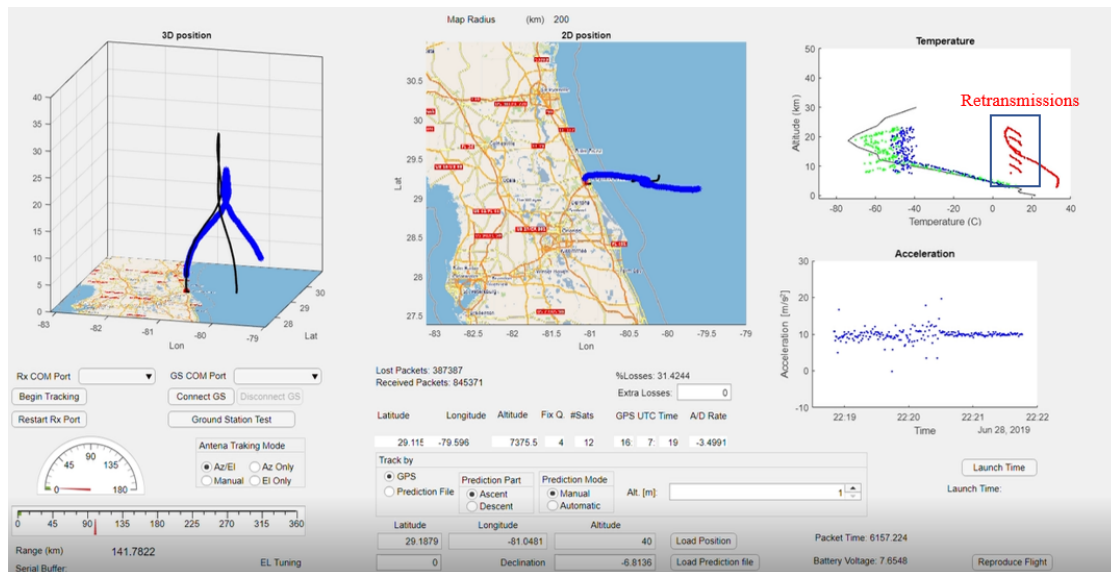 Map Radius (km) 200
3D position
40
35
30
25
20
15
10
5
0
-83
-82
-81
-80
-79
Lon
28
29
30
Lat
2D position
30.5
30
29.5
29
28.5
28
27.5
Lat
-83
-82.5
-82
-81.5
-81
-80.5
-80
-79.5
-79
Lon
Temperature
50
40
30
20
10
0
Altitude (km)
Retransmissions
-80
-60
-40
-20
0
20
40
Temperature (C)
Acceleration
30
20
10
0
-10
Acceleration [m/s²]
22:19
22:20
22:21
22:22
Time
Jun 28, 2019
Rx COM Port
GS COM Port
Begin Tracking
Connect GS
Disconnect GS
Restart Rx Port
Ground Station Test
0
45
90
135
180
Antena Traking Mode
Az/El
Az Only
Manual
El Only
0 45 90 135 180 225 270 315 360
Range (km) 141.7822
Serial Buffer:
EL Tuning
Lost Packets: 387387
Received Packets: 845371
%Losses: 31.4244
Extra Losses: 0
Latitude Longitude Altitude Fix Q. #Sats GPS UTC Time A/D Rate
29.115 -79.596 7375.5 4 12 16: 7: 19 -3.4991
Track by
GPS
Prediction File
Prediction Part
Ascent
Descent
Prediction Mode
Manual
Automatic
Alt. [m]: 1
Latitude Longitude Altitude
29.1879 -81.0481 40 Load Position
0 Declination -6.8136 Load Prediction file
Launch Time
Launch Time:
Packet Time: 6157.224
Battery Voltage: 7.6548
Reproduce Flight